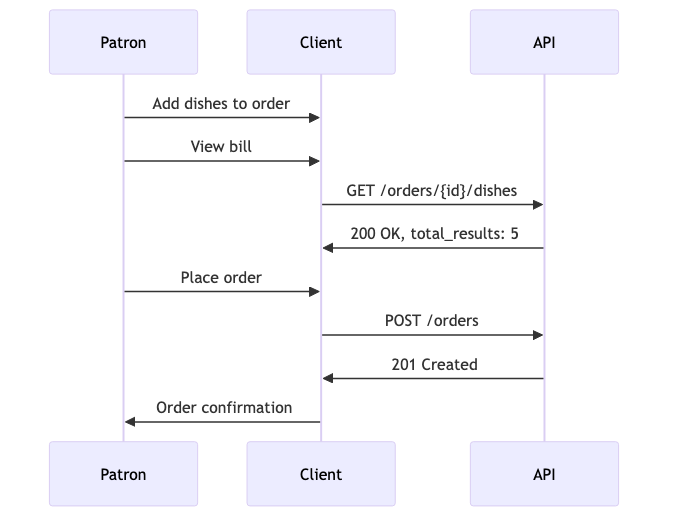 Patron
Client
API
Add dishes to order
View bill
GET /orders/{id}/dishes
200 OK, total_results: 5
Place order
POST /orders
201 Created
Order confirmation
Patron
Client
API